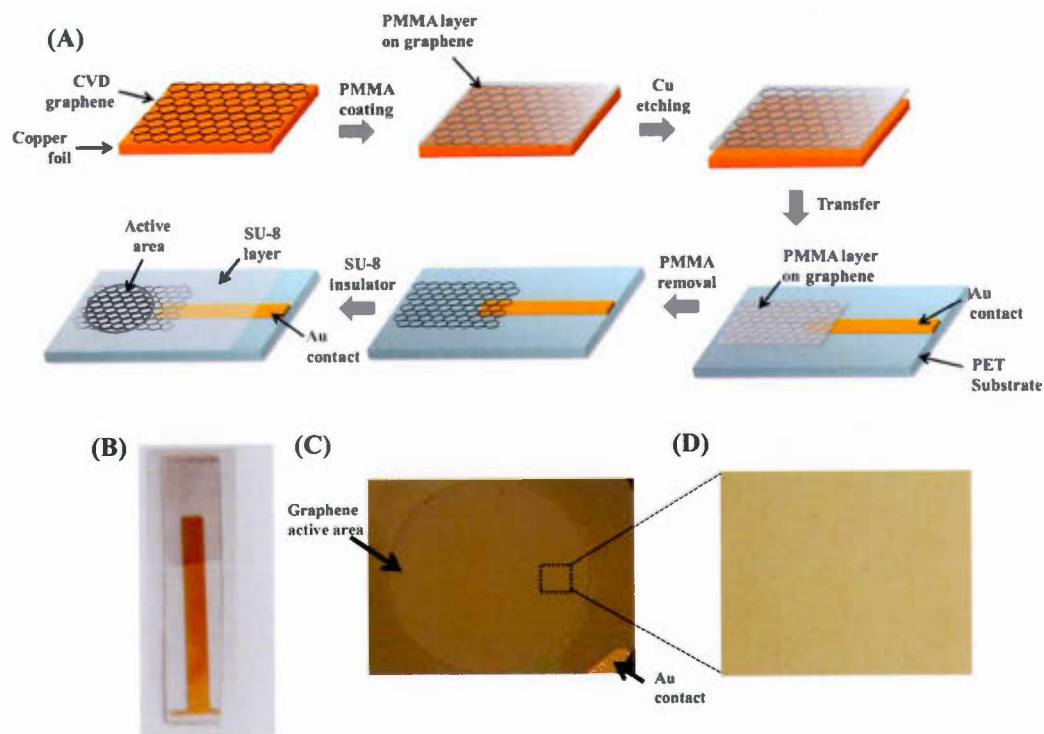 (A)
CVD
graphene
Copper
foil
PMMA
coating
PMMA layer
on graphene
Cu
etching
Transfer
PMMA layer
on graphene
Au
contact
PET
Substrate
PMMA
removal
SU-8
insulator
Active
area
SU-8
layer
Au
contact
(B)
(C)
Graphene
active area
Au
contact
(D)